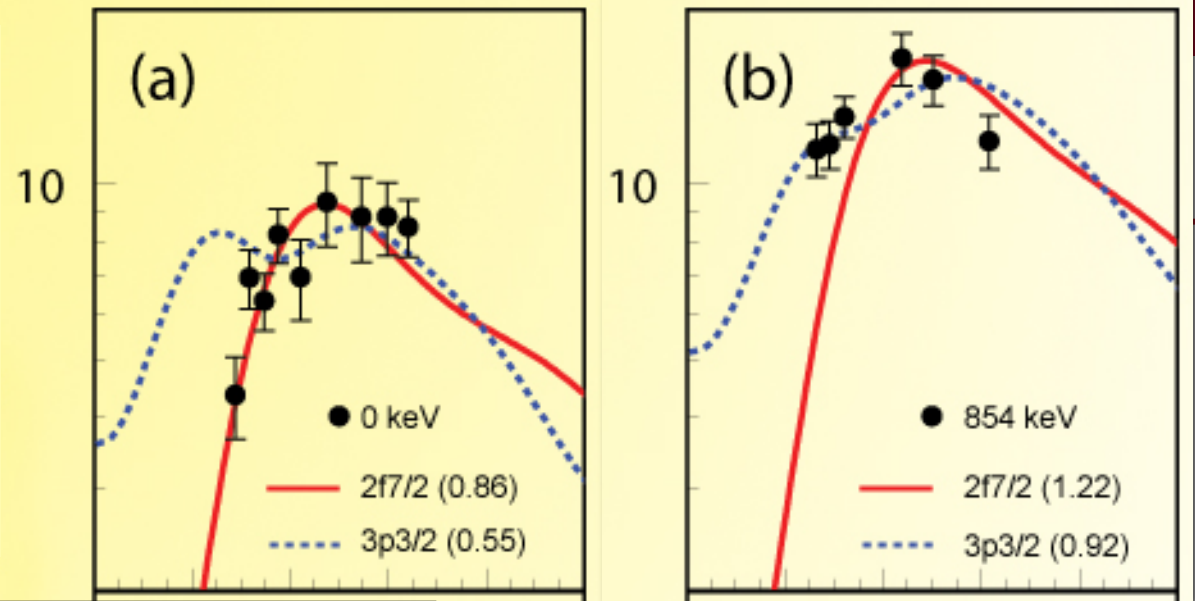 (a)
10
0 keV
2f7/2 (0.86)
3p3/2 (0.55)
(b)
10
854 keV
2f7/2 (1.22)
3p3/2 (0.92)